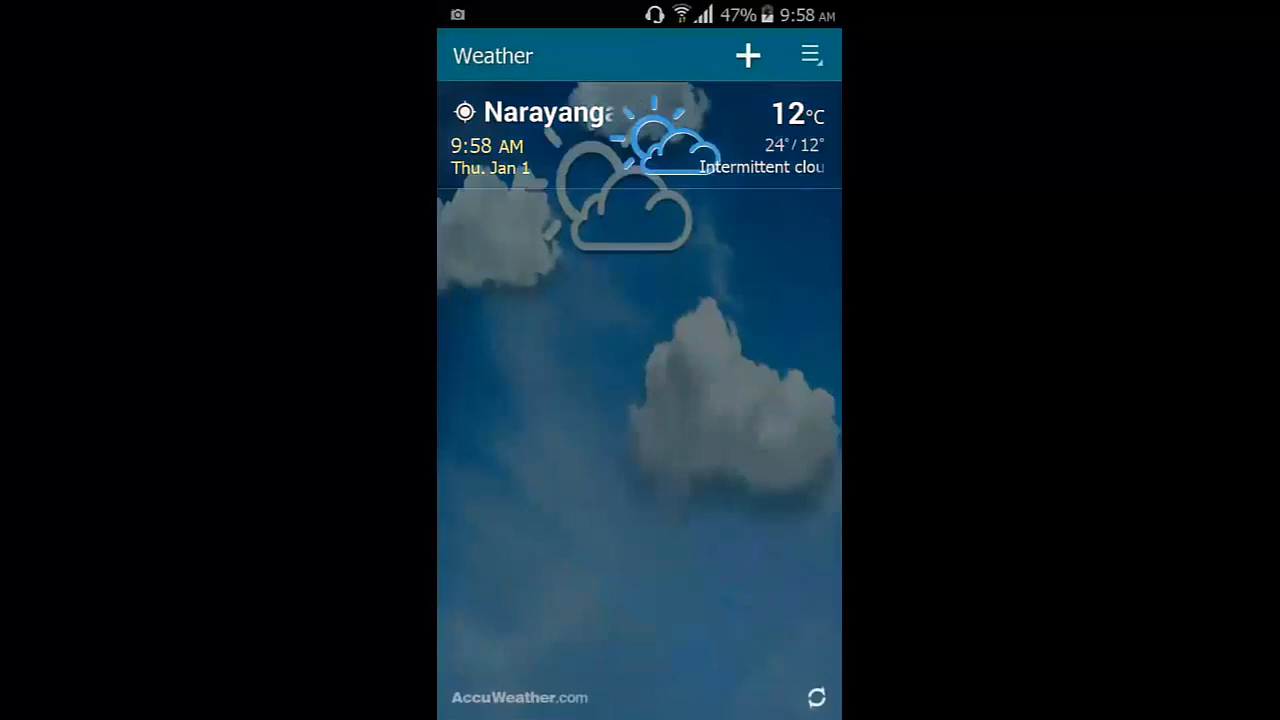 47% 9:58 AM
Weather
Narayanga
12°C
9:58 AM
24°/12°
Thu. Jan 1
Intermittent clou
AccuWeather.com